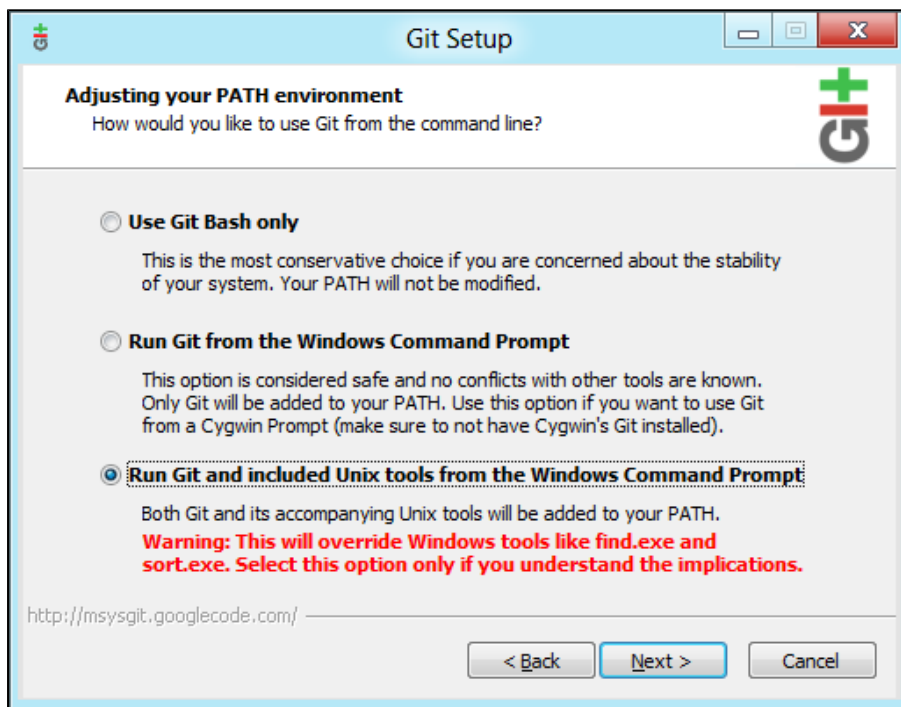 git
Git Setup
Adjusting your PATH environment
How would you like to use Git from the command line?
GIT
Use Git Bash only
This is the most conservative choice if you are concerned about the stability
of your system. Your PATH will not be modified.
Run Git from the Windows Command Prompt
This option is considered safe and no conflicts with other tools are known.
Only Git will be added to your PATH. Use this option if you want to use Git
from a Cygwin Prompt (make sure to not have Cygwin's Git installed).
Run Git and included Unix tools from the Windows Command Prompt
Both Git and its accompanying Unix tools will be added to your PATH.
Warning: This will override Windows tools like find.exe and
sort.exe. Select this option only if you understand the implications.
http://msysgit.googlecode.com/
< Back Next > Cancel